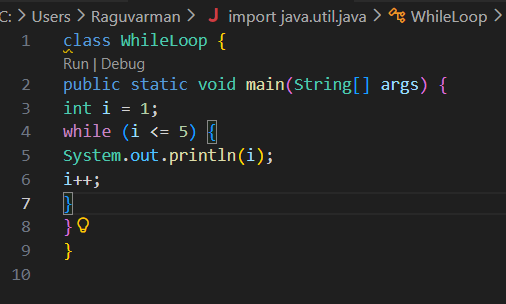 C: > Users > Raguvarman > J import java.util.java > WhileLoop >
1 class WhileLoop {
Run | Debug
2 public static void main(String[] args) {
3 int i = 1;
4 while (i <= 5) {
5 System.out.println(i);
6 i++;
7 }
8 }
9 }
10